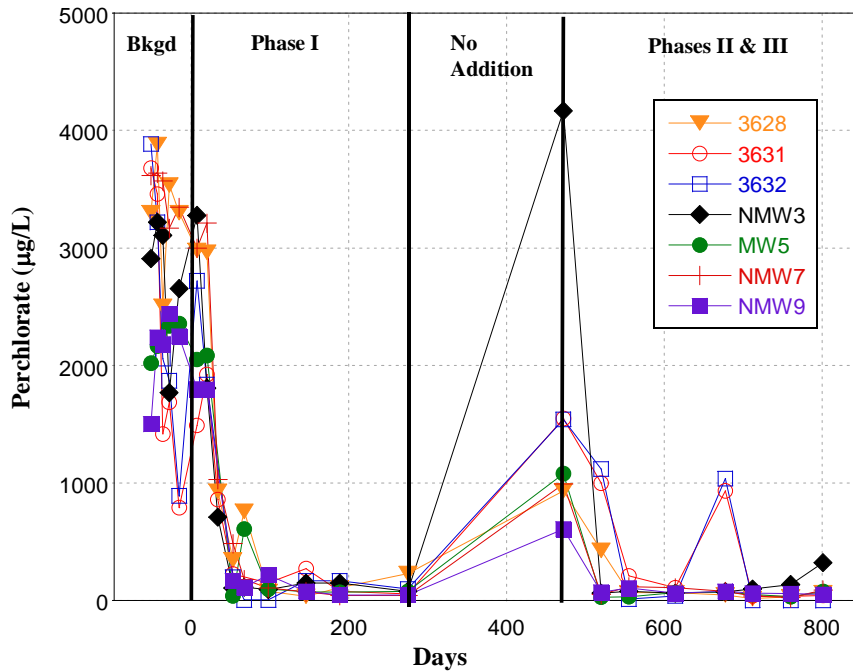 Bkgd Phase I No Addition Phases II & III
Perchlorate (µg/L)
5000
4000
3000
2000
1000
0
3628
3631
3632
NMW3
MW5
NMW7
NMW9
0 200 400 600 800
Days